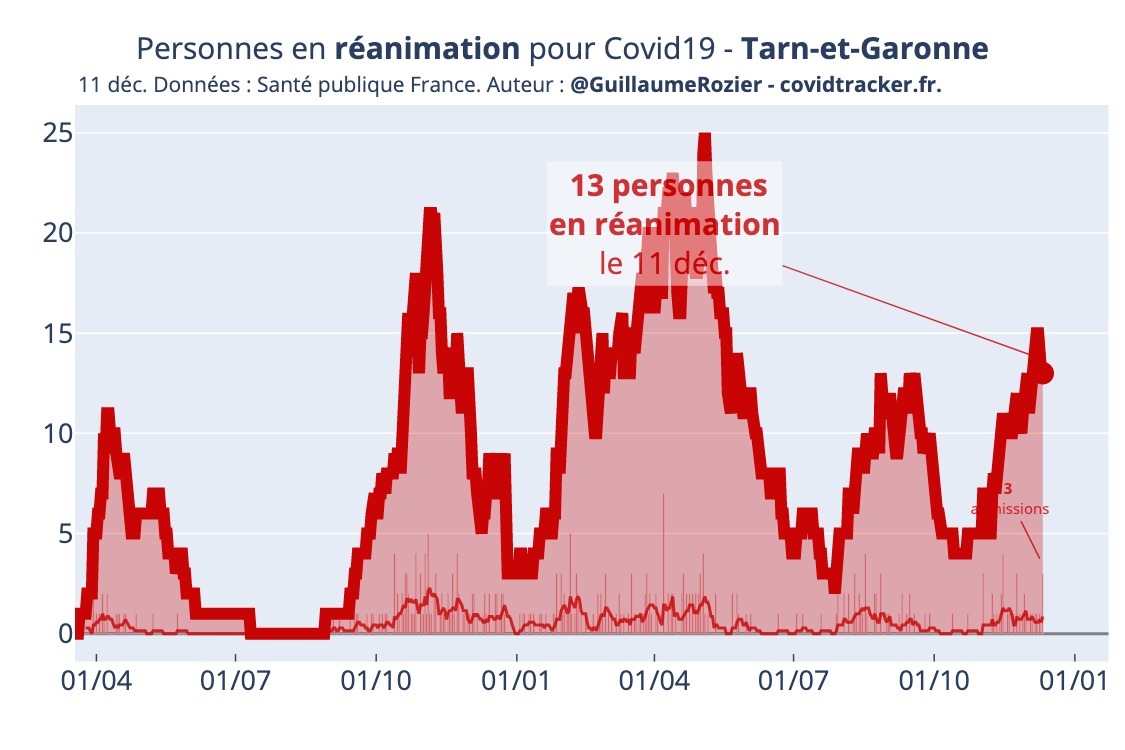 Personnes en réanimation pour Covid19 - Tarn-et-Garonne
11 déc. Données : Santé publique France. Auteur : @GuillaumeRozier - covidtracker.fr.
25
20
15
10
5
0
13 personnes
en réanimation
le 11 déc.
3
admissions
01/04
01/07
01/10
01/01
01/04
01/07
01/10
01/01